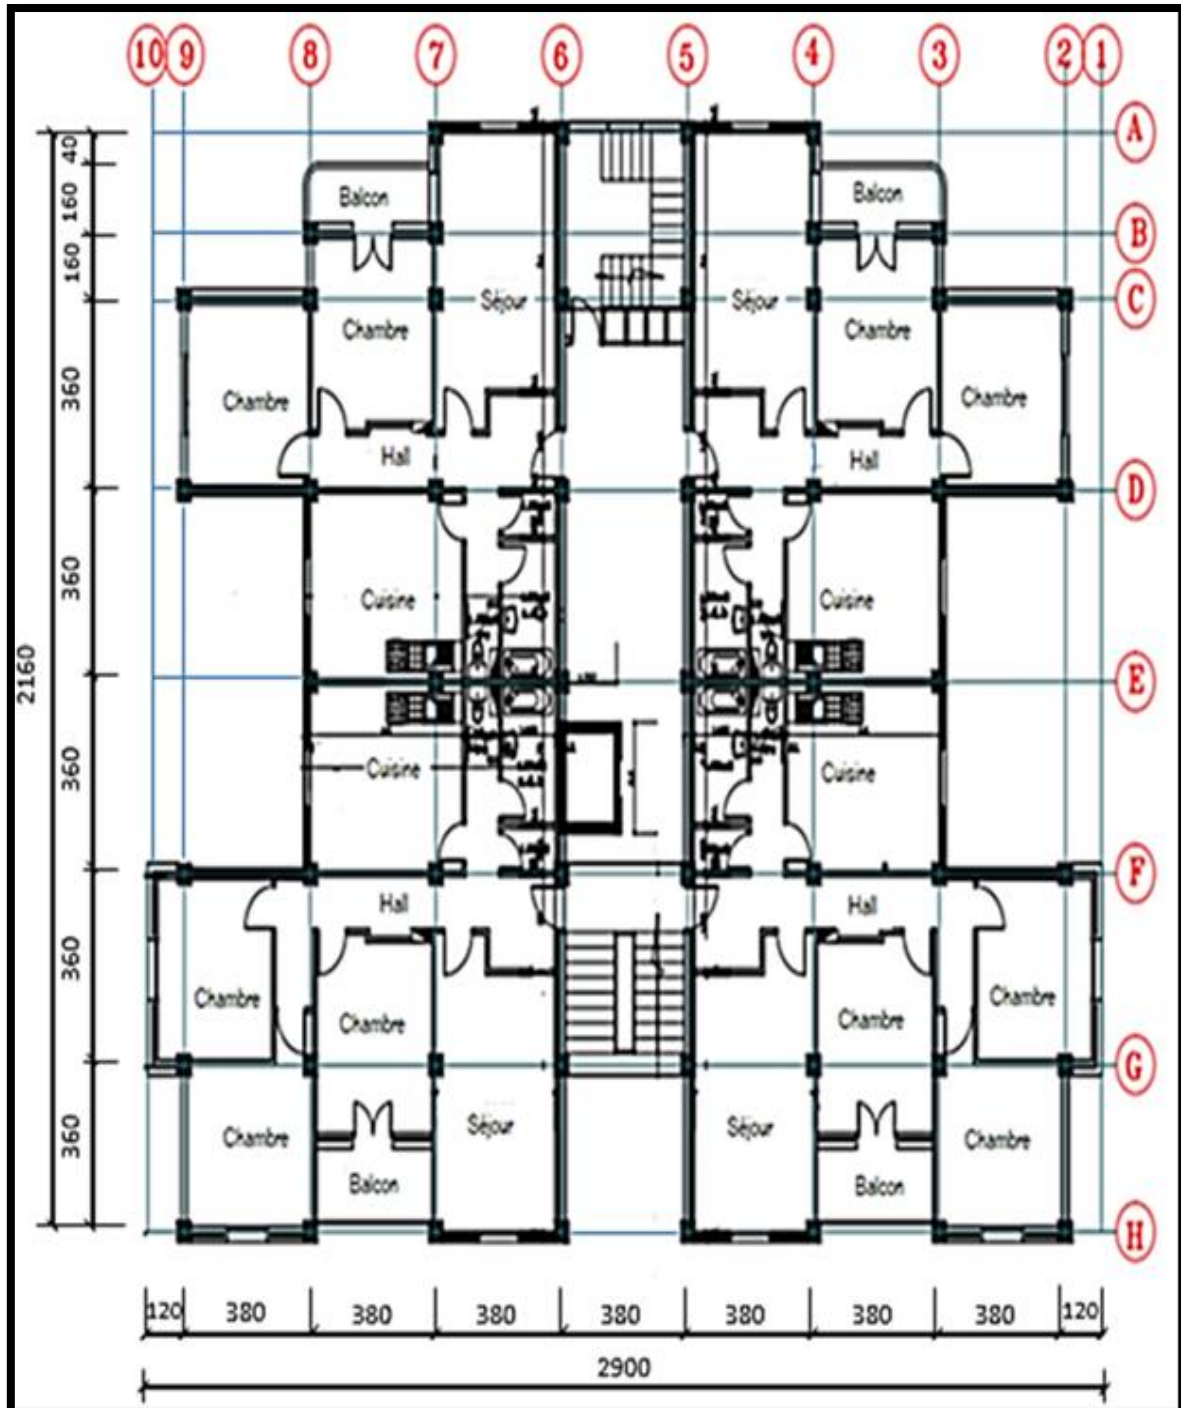 10 9 8 7 6 5 4 3 2 1
A
40
Balcon Balcon
160
B
160
C
Séjour Séjour
Chambre Chambre
360
Chambre Chambre
Hall Hall
D
360
Cuisine Cuisine
2160
E
360
Cuisine Cuisine
F
Hall Hall
360
Chambre Chambre
Chambre Chambre
G
360
Séjour Séjour
Chambre Chambre
Balcon Balcon
H
120 380 380 380 380 380 380 380 120
2900